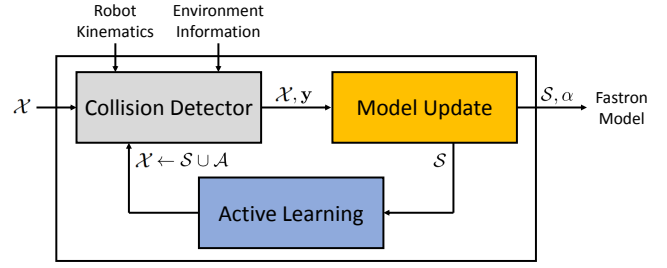 Robot
Kinematics
Environment
Information
𝒳
Collision Detector
𝒳, 𝐲
Model Update
𝒮, α
Fastron
Model
𝒳 ← 𝒮 ∪ 𝒜
𝒮
Active Learning